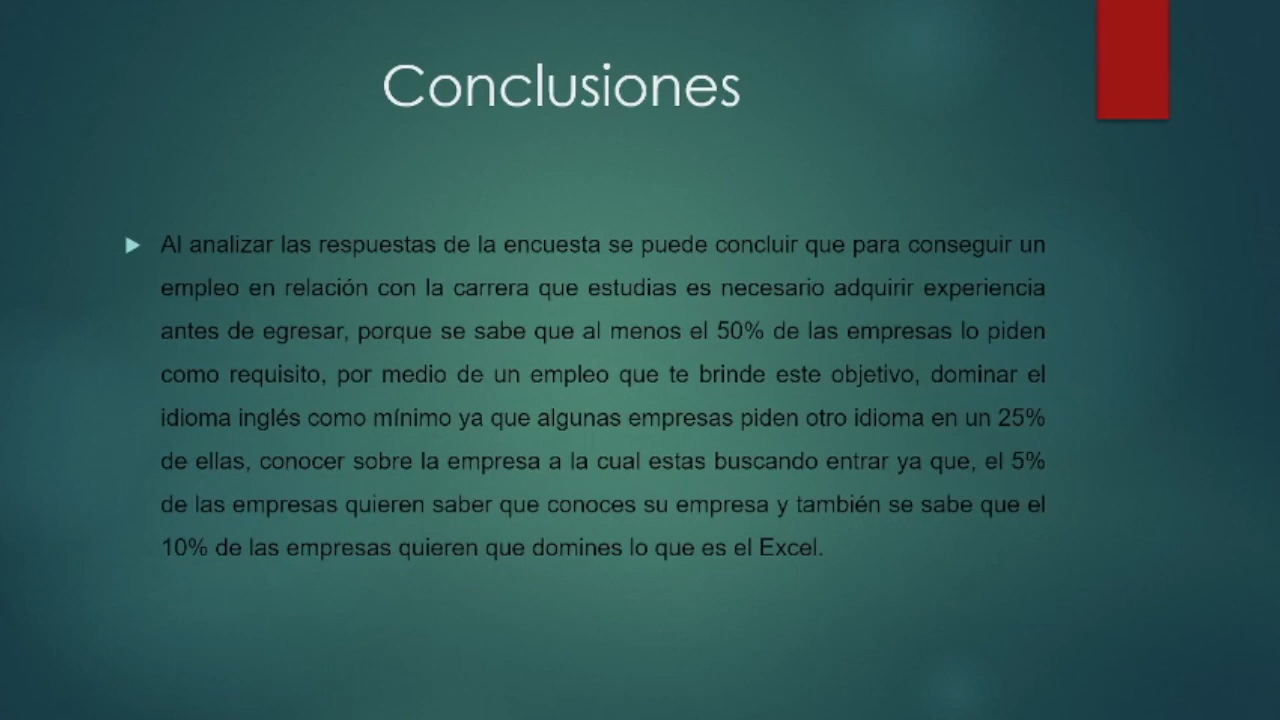 Conclusiones
Al analizar las respuestas de la encuesta se puede concluir que para conseguir un
empleo en relación con la carrera que estudias es necesario adquirir experiencia
antes de egresar, porque se sabe que al menos el 50% de las empresas lo piden
como requisito, por medio de un empleo que te brinde este objetivo, dominar el
idioma inglés como mínimo ya que algunas empresas piden otro idioma en un 25%
de ellas, conocer sobre la empresa a la cual estas buscando entrar ya que, el 5%
de las empresas quieren saber que conoces su empresa y también se sabe que el
10% de las empresas quieren que domines lo que es el Excel.